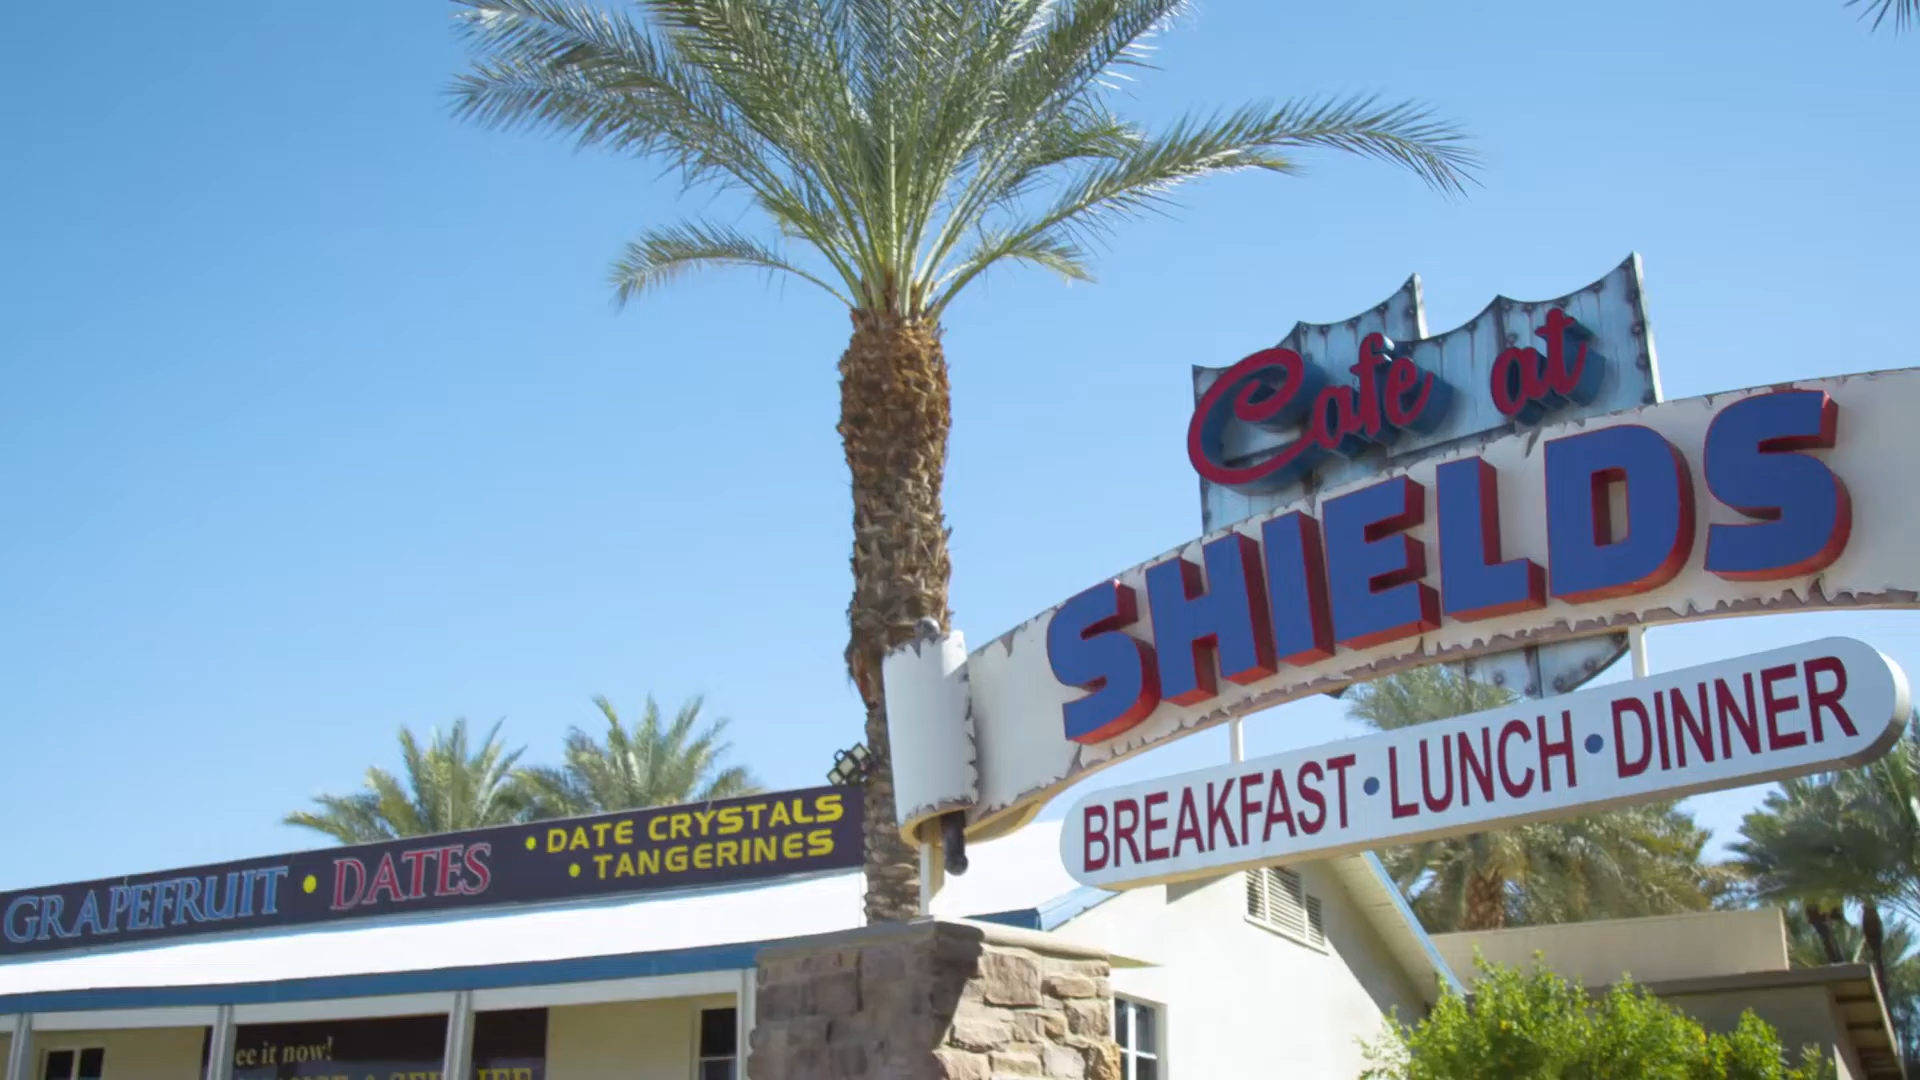 Cafe at
SHIELDS
BREAKFAST • LUNCH • DINNER
GRAPEFRUIT • DATES
• DATE CRYSTALS
• TANGERINES
ee it now!